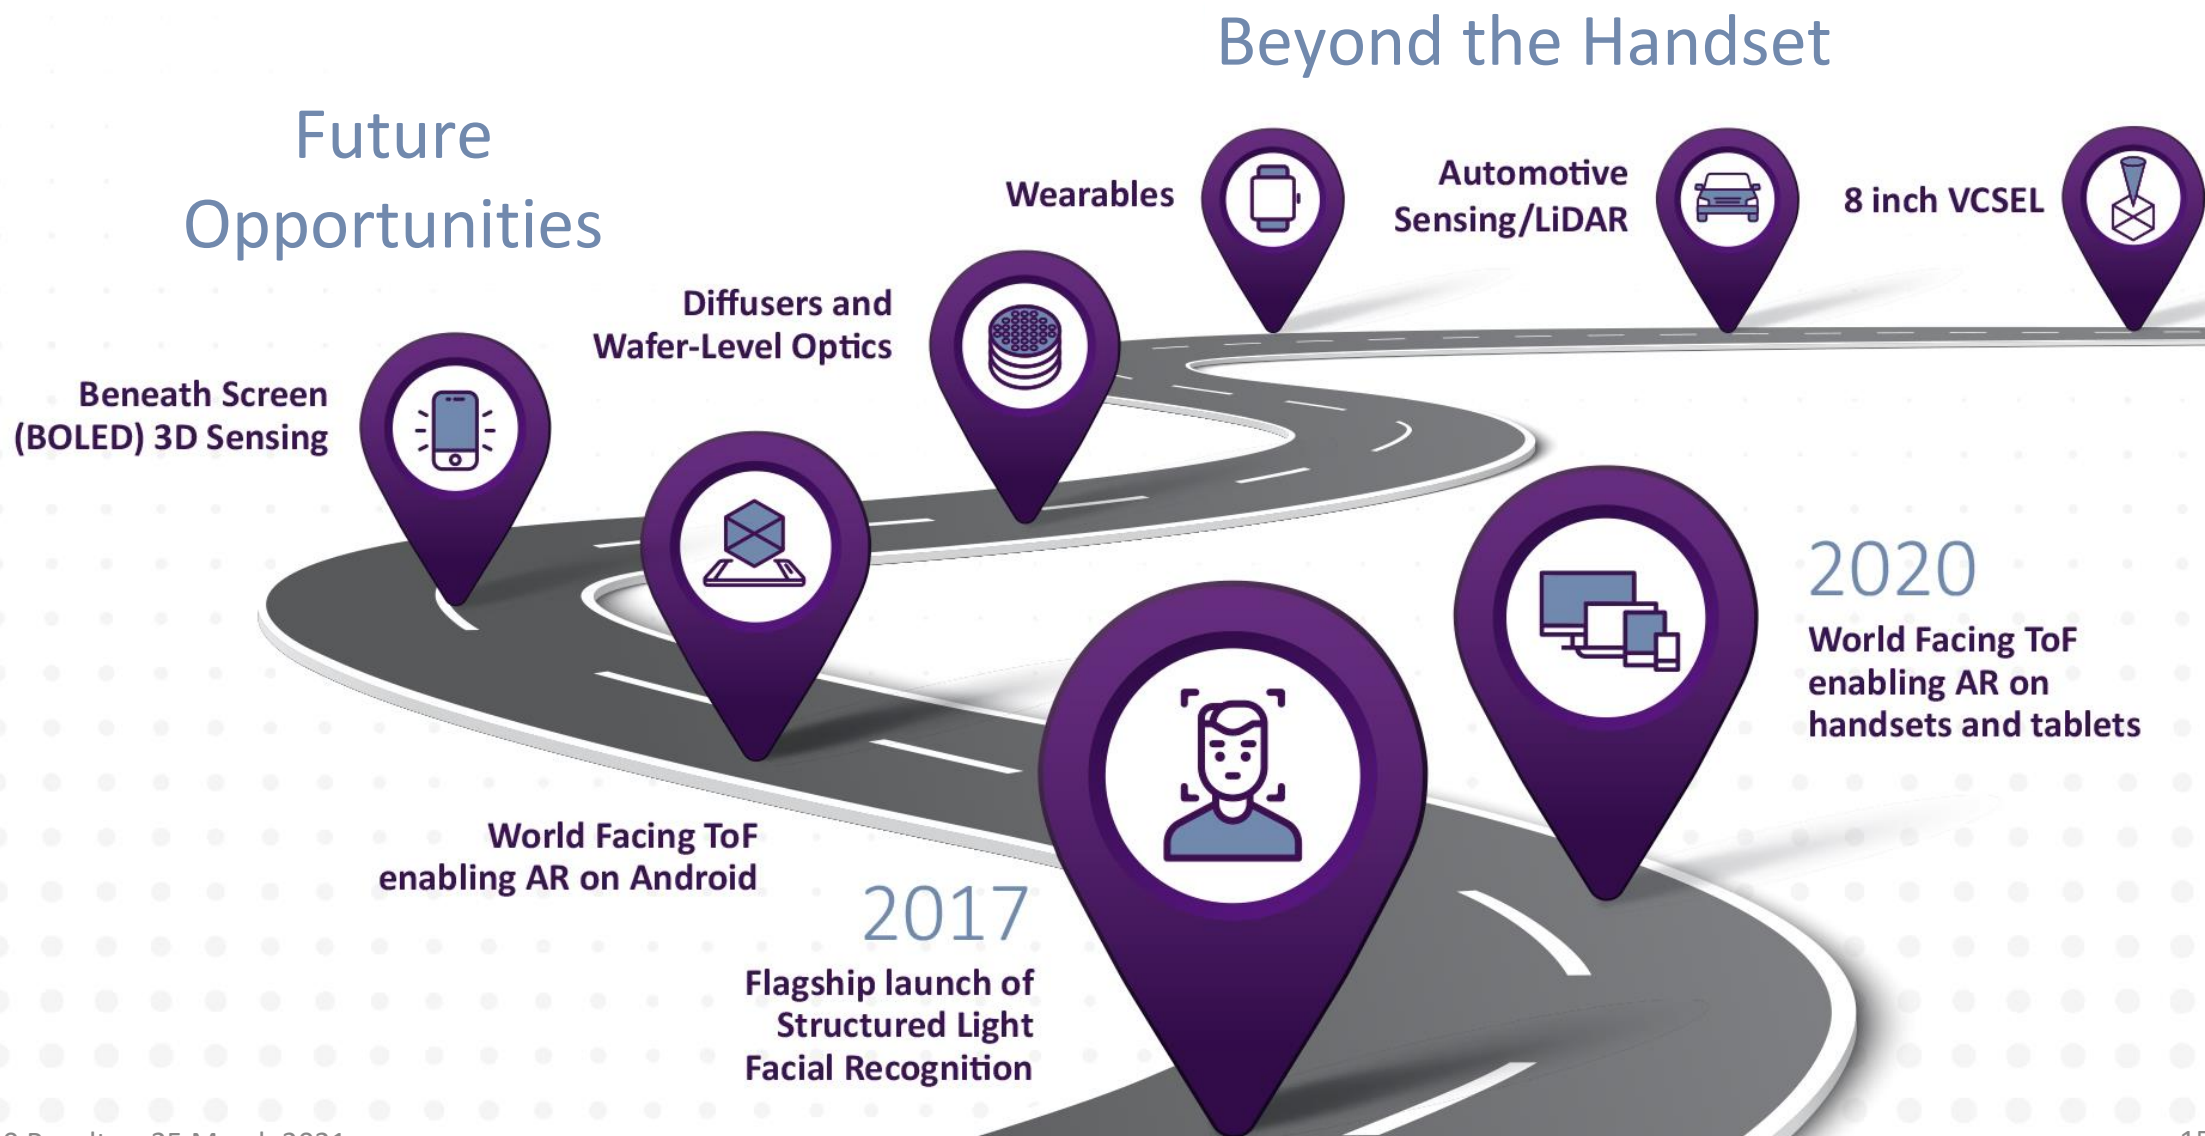 Beyond the Handset
Future
Opportunities
Wearables
Automotive
Sensing/LiDAR
8 inch VCSEL
Diffusers and
Wafer-Level Optics
Beneath Screen
(BOLED) 3D Sensing
2020
World Facing ToF
enabling AR on
handsets and tablets
World Facing ToF
enabling AR on Android
2017
Flagship launch of
Structured Light
Facial Recognition